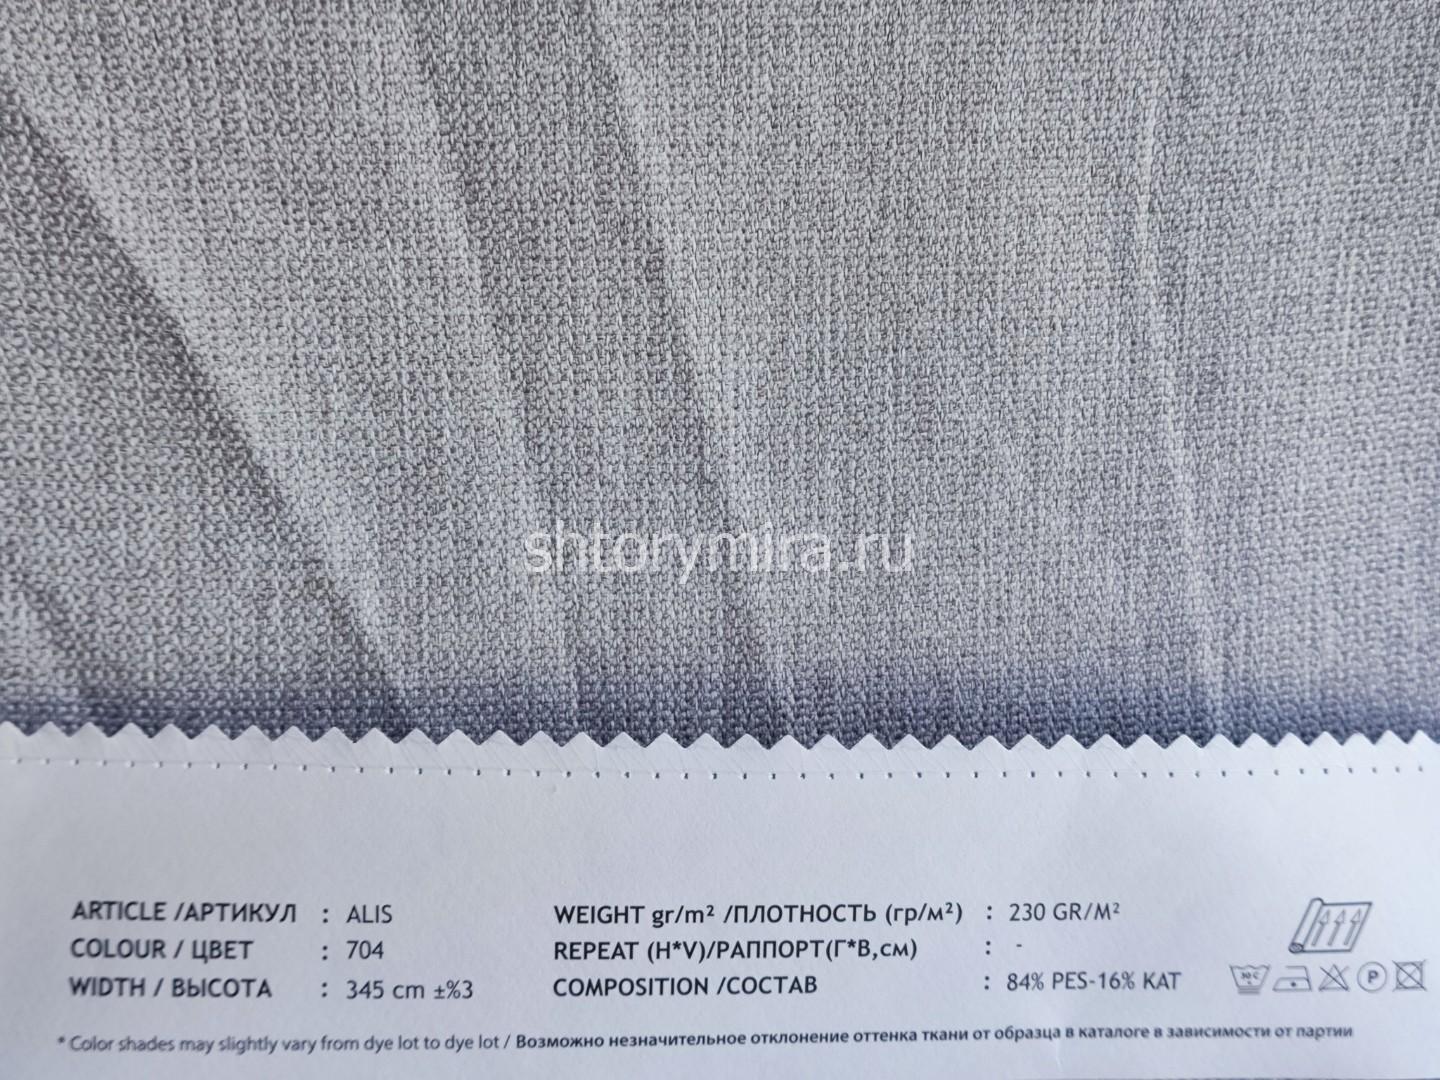 shtorymira.ru
ARTICLE /АРТИКУЛ : ALIS
COLOUR / ЦВЕТ : 704
WIDTH / ВЫСОТА : 345 cm ±%3
WEIGHT gr/m² /ПЛОТНОСТЬ (гр/м²) : 230 GR/M²
REPEAT (H*V)/РАППОРТ(Г*В,см) : -
COMPOSITION /СОСТАВ : 84% PES-16% KAT
P
* Color shades may slightly vary from dye lot to dye lot / Возможно незначительное отклонение оттенка ткани от образца в каталоге в зависимости от партии